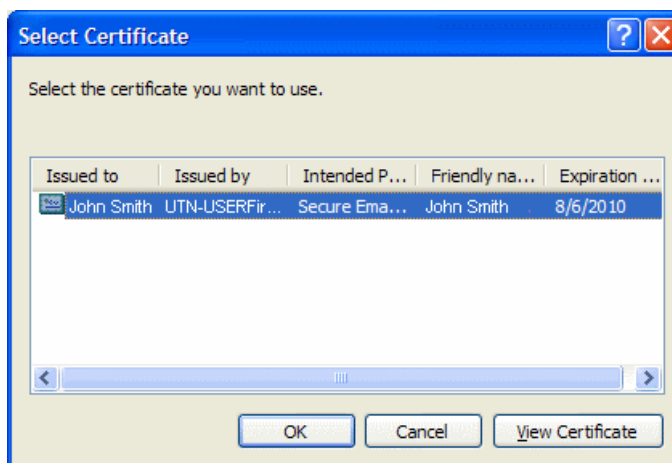 Select Certificate
Select the certificate you want to use.
Issued to Issued by Intended P... Friendly na... Expiration ...
John Smith UTN-USERFir... Secure Ema... John Smith 8/6/2010
OK Cancel View Certificate